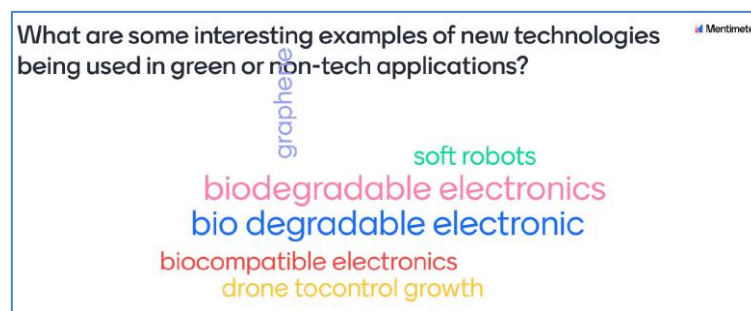 What are some interesting examples of new technologies
being used in green or non-tech applications?
Mentimete
graphene
soft robots
biodegradable electronics
bio degradable electronic
biocompatible electronics
drone tocontrol growth